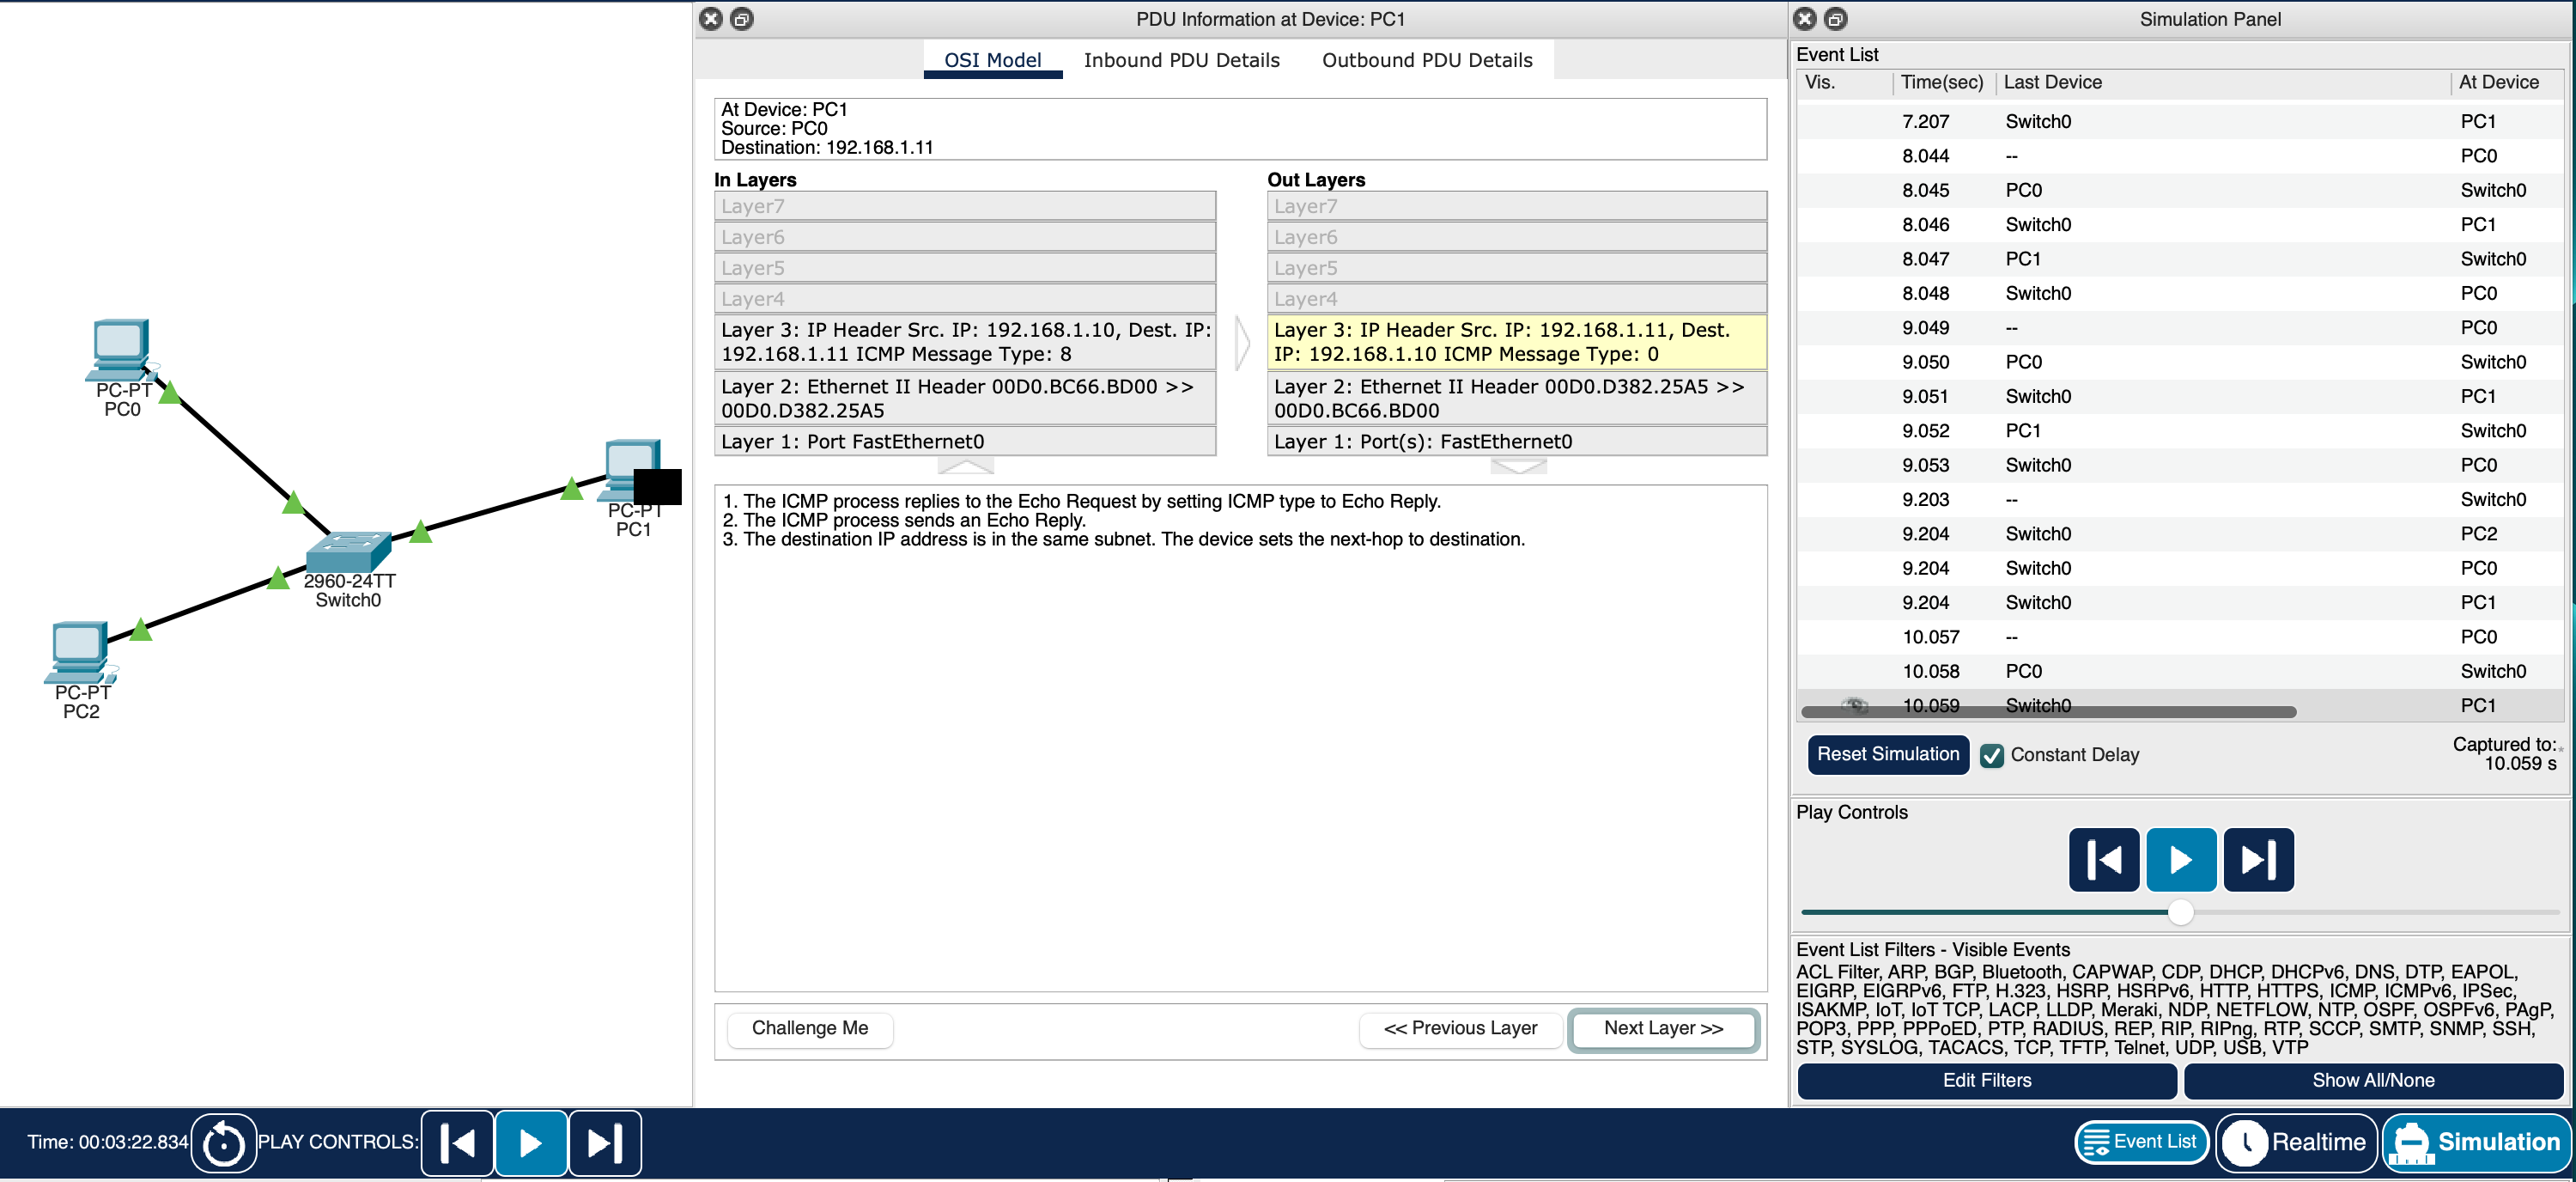 PC-PT
PC0
PC-PT
PC1
2960-24TT
Switch0
PC-PT
PC2
PDU Information at Device: PC1
OSI Model
Inbound PDU Details
Outbound PDU Details
At Device: PC1
Source: PC0
Destination: 192.168.1.11
In Layers
Layer7
Layer6
Layer5
Layer4
Layer 3: IP Header Src. IP: 192.168.1.10, Dest. IP:
192.168.1.11 ICMP Message Type: 8
Layer 2: Ethernet II Header 00D0.BC66.BD00 >>
00D0.D382.25A5
Layer 1: Port FastEthernet0
Out Layers
Layer7
Layer6
Layer5
Layer4
Layer 3: IP Header Src. IP: 192.168.1.11, Dest.
IP: 192.168.1.10 ICMP Message Type: 0
Layer 2: Ethernet II Header 00D0.D382.25A5 >>
00D0.BC66.BD00
Layer 1: Port(s): FastEthernet0
1. The ICMP process replies to the Echo Request by setting ICMP type to Echo Reply.
2. The ICMP process sends an Echo Reply.
3. The destination IP address is in the same subnet. The device sets the next-hop to destination.
Challenge Me
<< Previous Layer
Next Layer >>
Simulation Panel
Event List
Vis. Time(sec) Last Device At Device
7.207 Switch0 PC1
8.044 -- PC0
8.045 PC0 Switch0
8.046 Switch0 PC1
8.047 PC1 Switch0
8.048 Switch0 PC0
9.049 -- PC0
9.050 PC0 Switch0
9.051 Switch0 PC1
9.052 PC1 Switch0
9.053 Switch0 PC0
9.203 -- Switch0
9.204 Switch0 PC2
9.204 Switch0 PC0
9.204 Switch0 PC1
10.057 -- PC0
10.058 PC0 Switch0
10.059 Switch0 PC1
Reset Simulation
Constant Delay
Captured to:
10.059 s
Play Controls
Event List Filters - Visible Events
ACL Filter, ARP, BGP, Bluetooth, CAPWAP, CDP, DHCP, DHCPv6, DNS, DTP, EAPOL,
EIGRP, EIGRPv6, FTP, H.323, HSRP, HSRPv6, HTTP, HTTPS, ICMP, ICMPv6, IPSec,
ISAKMP, IoT, IoT TCP, LACP, LLDP, Meraki, NDP, NETFLOW, NTP, OSPF, OSPFv6, PAgP,
POP3, PPP, PPPoED, PTP, RADIUS, REP, RIP, RIPng, RTP, SCCP, SMTP, SNMP, SSH,
STP, SYSLOG, TACACS, TCP, TFTP, Telnet, UDP, USB, VTP
Edit Filters
Show All/None
Time: 00:03:22.834
PLAY CONTROLS:
Event List
Realtime
Simulation